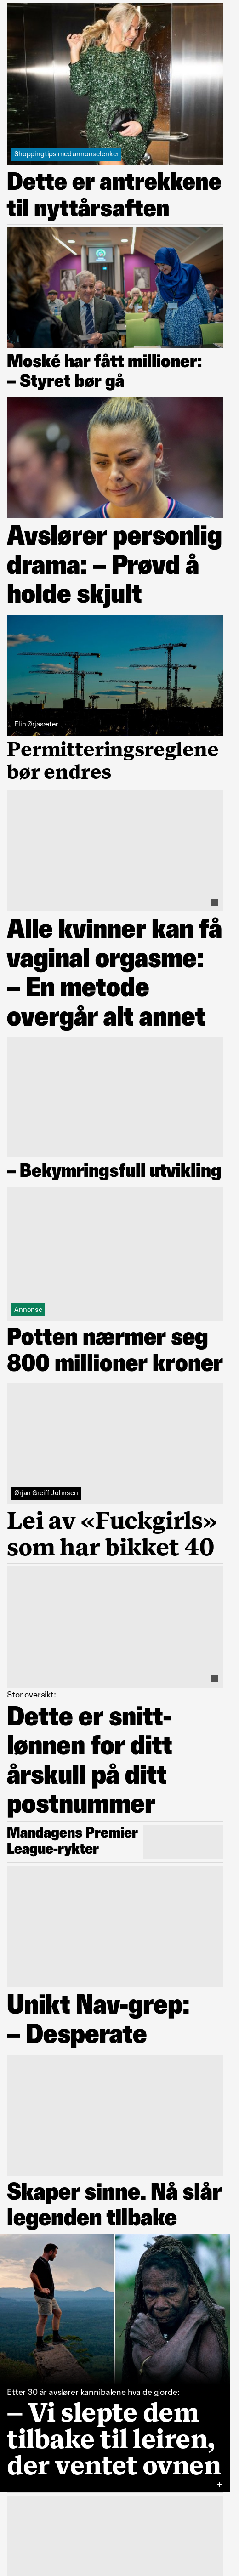 Shoppingtips med annonselenker
Dette er antrekkene
til nyttårsaften
Moské har fått millioner:
– Styret bør gå
Avslører personlig
drama: – Prøvd å
holde skjult
Elin Ørjasæter
Permitteringsreglene
bør endres
Alle kvinner kan få
vaginal orgasme:
– En metode
overgår alt annet
– Bekymringsfull utvikling
Annonse
Potten nærmer seg
800 millioner kroner
Ørjan Greiff Johnsen
Lei av «Fuckgirls»
som har bikket 40
Stor oversikt:
Dette er snitt-
lønnen for ditt
årskull på ditt
postnummer
Mandagens Premier
League-rykter
Unikt Nav-grep:
– Desperate
Skaper sinne. Nå slår
legenden tilbake
Etter 30 år avslører kannibalene hva de gjorde:
– Vi slepte dem
tilbake til leiren,
der ventet ovnen